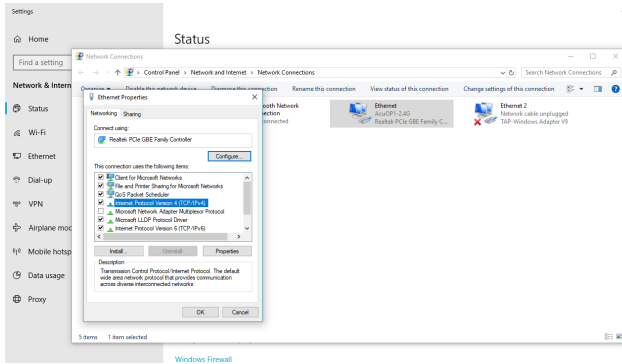 Settings
Home
Find a setting
Network & Intern
Status
Wi-Fi
Ethernet
Dial-up
VPN
Airplane mod
Mobile hotsp
Data usage
Proxy
Status
Network Connections
Control Panel > Network and Internet > Network Connections
Search Network Connections
Organize Disable this network device Diagnose this connection Rename this connection View status of this connection Change settings of this connection
ooth Network
ection
onnected
Ethernet
AcuOP1-2.4G
Realtek PCIe GBE Family C...
Ethernet 2
Network cable unplugged
TAP-Windows Adapter V9
Ethernet Properties
Networking Sharing
Connect using:
Realtek PCIe GBE Family Controller
Configure...
This connection uses the following items:
Client for Microsoft Networks
File and Printer Sharing for Microsoft Networks
QoS Packet Scheduler
Internet Protocol Version 4 (TCP/IPv4)
Microsoft Network Adapter Multiplexor Protocol
Microsoft LLDP Protocol Driver
Internet Protocol Version 6 (TCP/IPv6)
Install... Uninstall Properties
Description
Transmission Control Protocol/Internet Protocol. The default
wide area network protocol that provides communication
across diverse interconnected networks.
OK Cancel
5 items 1 item selected
Windows Firewall